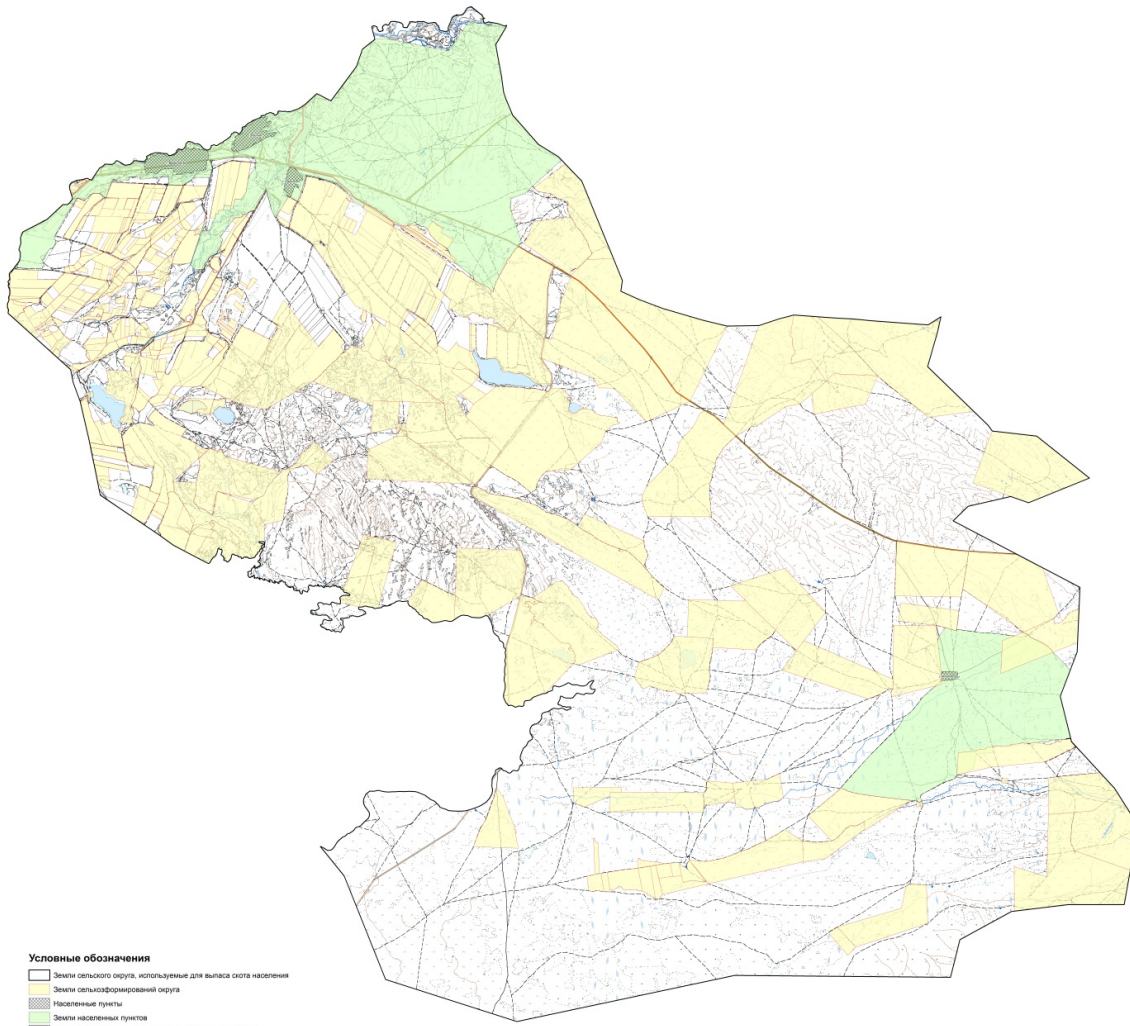 Условные обозначения
Земли сельского округа, используемые для выпаса скота населения
Земли сельхозформирований округа
Населенные пункты
Земли населенных пунктов